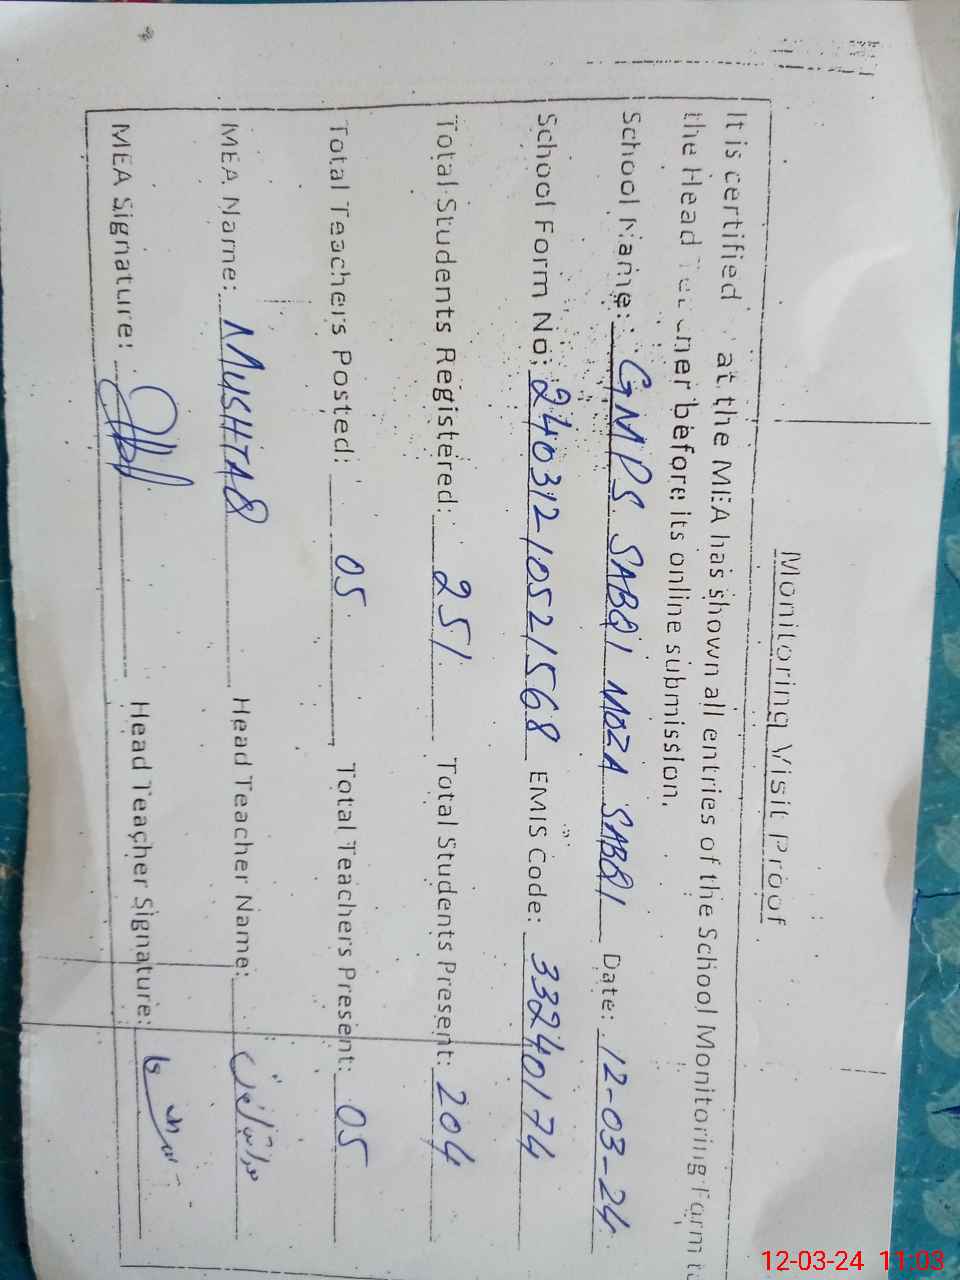 Monitoring Visit Proof
It is certified at the MEA has shown all entries of the School Monitoring Form to
the Head Teacher before its online submission.
School Name: GMPS SABQI MOZA SABQI Date: 12-03-24
School Form No: 240312-10521568 EMIS Code: 33240174
Total Students Registered: 251 Total Students Present: 204
Total Teachers Posted: 05 Total Teachers Present: 05
MEA Name: MUSHTAQ Head Teacher Name:
MEA Signature: Head Teacher Signature:
12-03-24 11:03